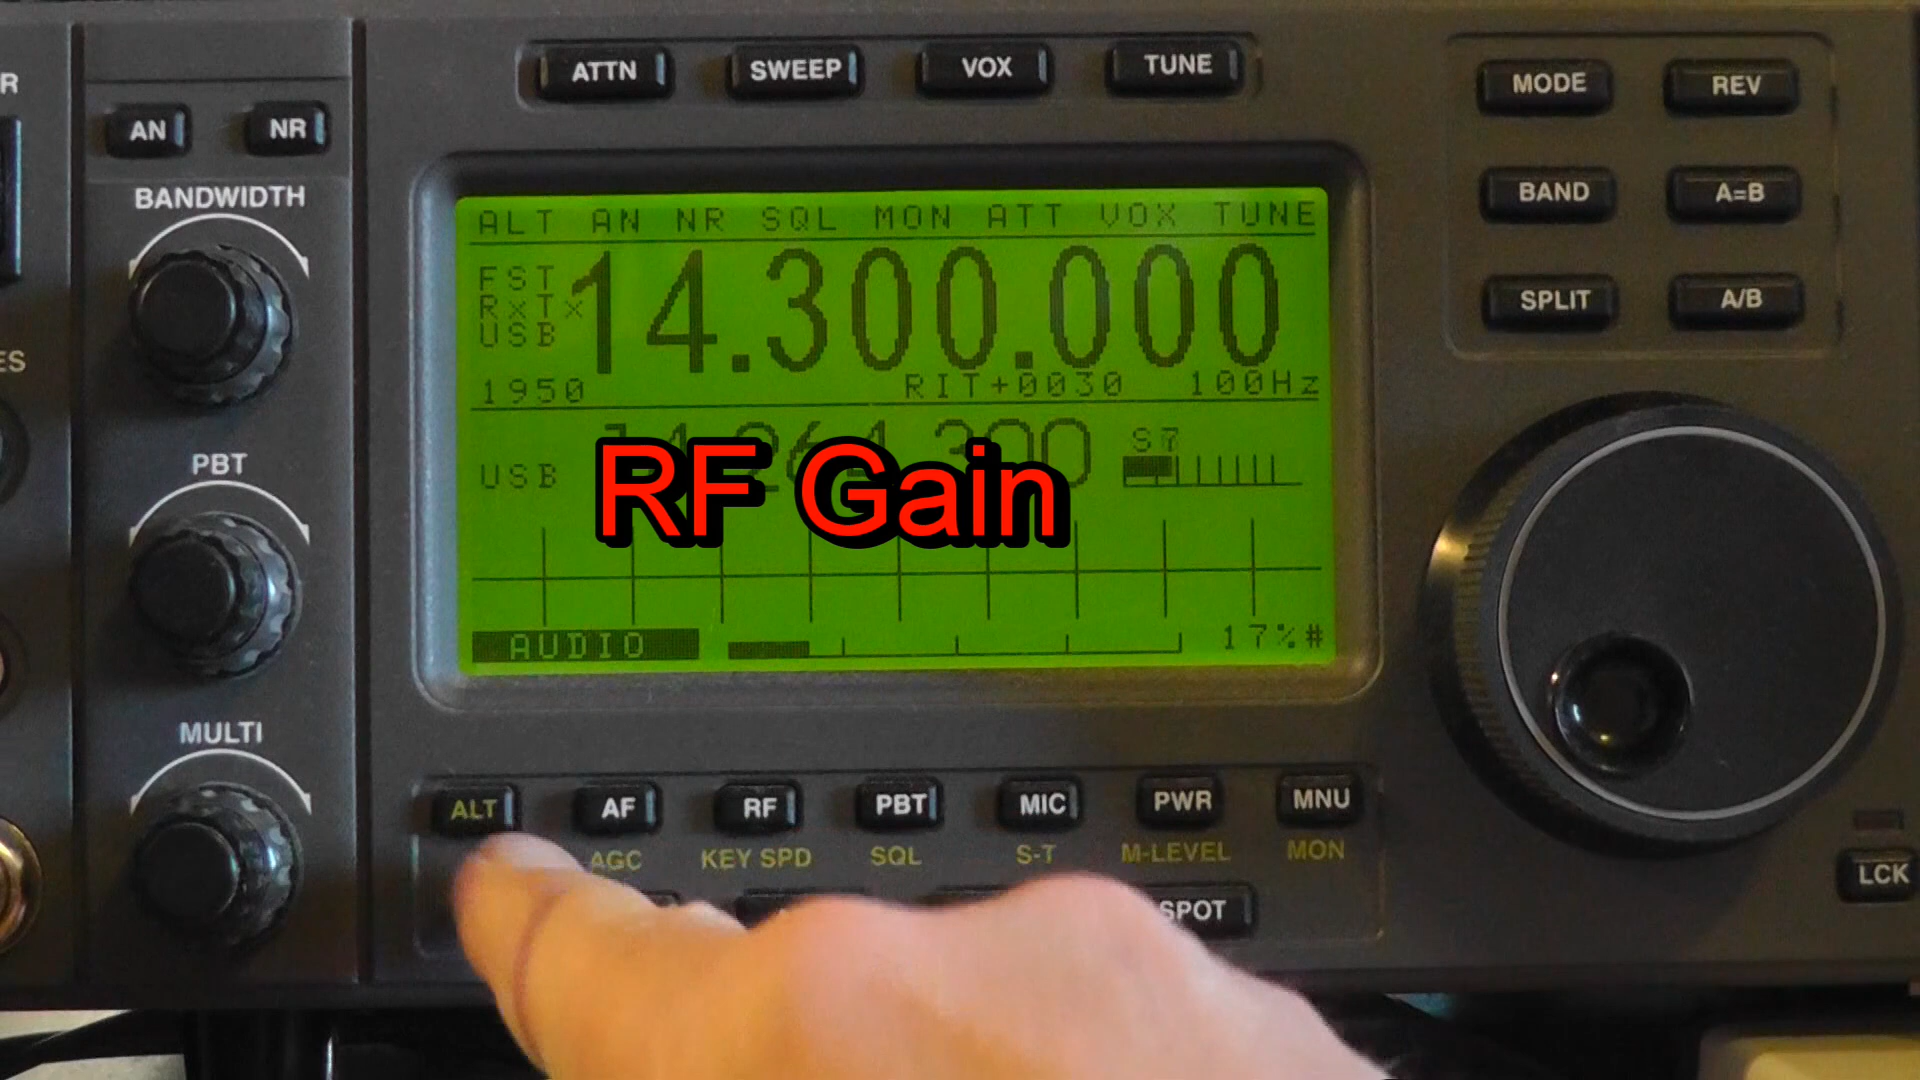 ATTN SWEEP VOX TUNE
MODE REV
R
AN NR
BANDWIDTH
BAND A=B
ALT AN NR SQL MON ATT VOX TUNE
FST
RxTx
USB
14.300.000
SPLIT A/B
ES
1950 RIT+0030 100Hz
S7
USB
RF Gain
PBT
AUDIO 17%#
MULTI
ALT AF RF PBT MIC PWR MNU
AGC KEY SPD SQL S-T M-LEVEL MON
LCK
SPOT